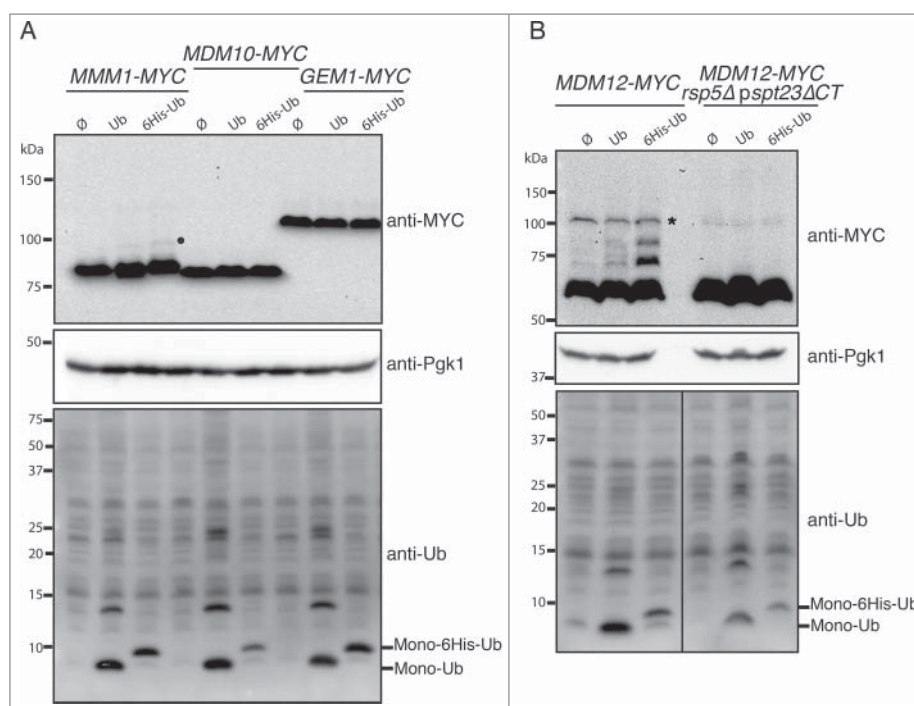 A
MDM10-MYC
MMM1-MYC GEM1-MYC
Ø Ub 6His-Ub Ø Ub 6His-Ub Ø Ub 6His-Ub
kDa
150
100
75
anti-MYC
•
50
anti-Pgk1
75
50
37
25
20
15
10
anti-Ub
Mono-6His-Ub
Mono-Ub
B
MDM12-MYC
MDM12-MYC
rsp5Δ pspt23ΔCT
Ø Ub 6His-Ub Ø Ub 6His-Ub
kDa
150
100
75
50
*
anti-MYC
37
anti-Pgk1
50
37
25
20
15
10
anti-Ub
Mono-6His-Ub
Mono-Ub